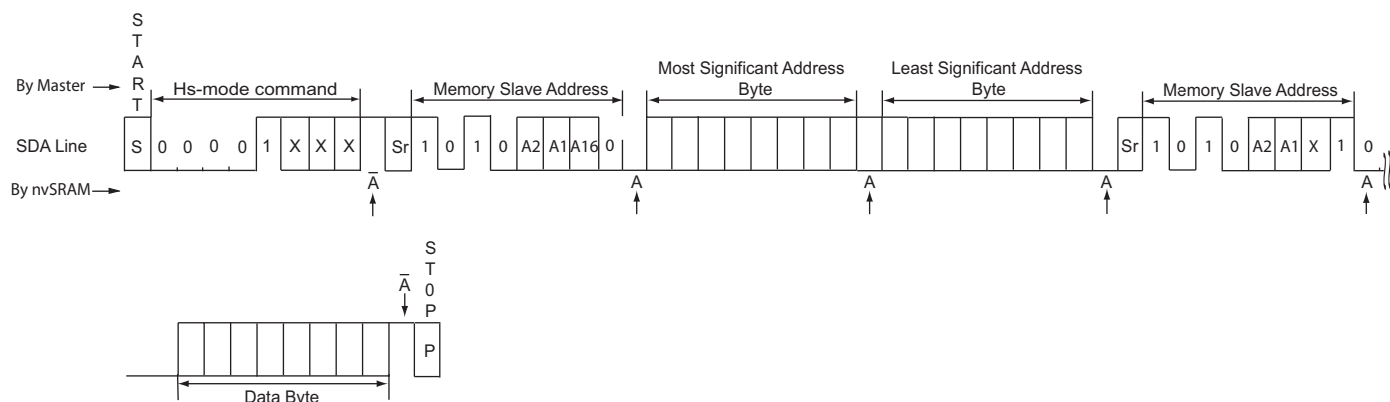 START
By Master
Hs-mode command
Memory Slave Address
Most Significant Address
Byte
Least Significant Address
Byte
Memory Slave Address
SDA Line
S 0 0 0 0 1 X X X Sr 1 0 1 0 A2 A1 A16 0 Sr 1 0 1 0 A2 A1 X 1 0
By nvSRAM
A̅ A A A A
A̅
ST0P
P
Data Byte